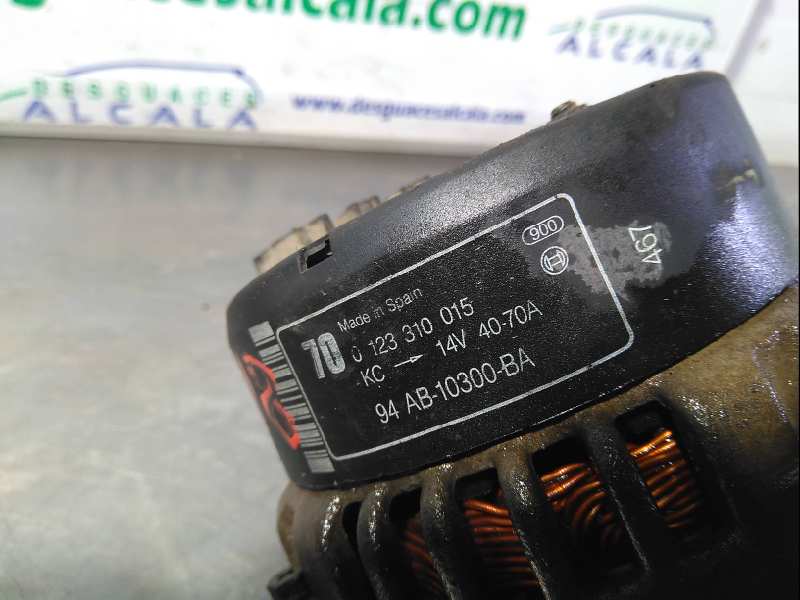 guacesalcala.com
DESGUACES
ALCALA
www.desguacesalcala.com
DESGUACES
ALCALA
900
467
Made in Spain
70
0 123 310 015
KC → 14V 40-70A
94 AB-10300-BA